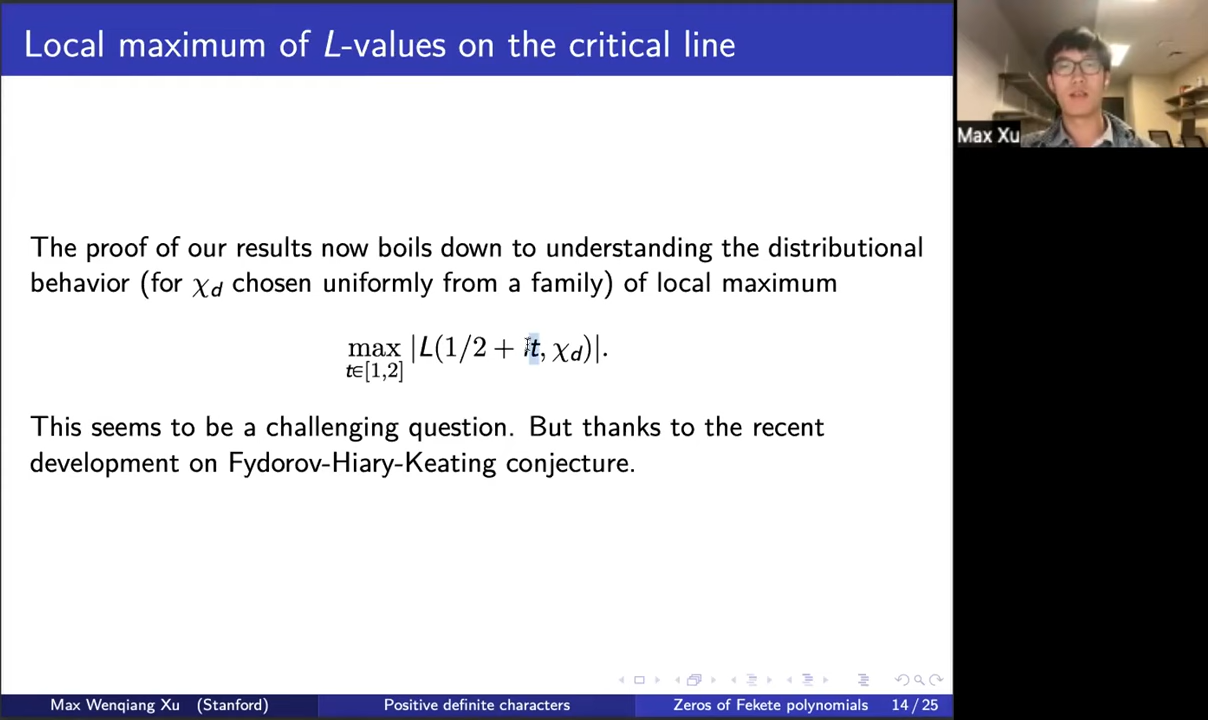 Local maximum of L-values on the critical line
Max Xu
The proof of our results now boils down to understanding the distributional
behavior (for χ_d chosen uniformly from a family) of local maximum
max_{t∈[1,2]} |L(1/2 + it, χ_d)|.
This seems to be a challenging question. But thanks to the recent
development on Fydorov-Hiary-Keating conjecture.
Max Wenqiang Xu (Stanford) Positive definite characters Zeros of Fekete polynomials 14 / 25